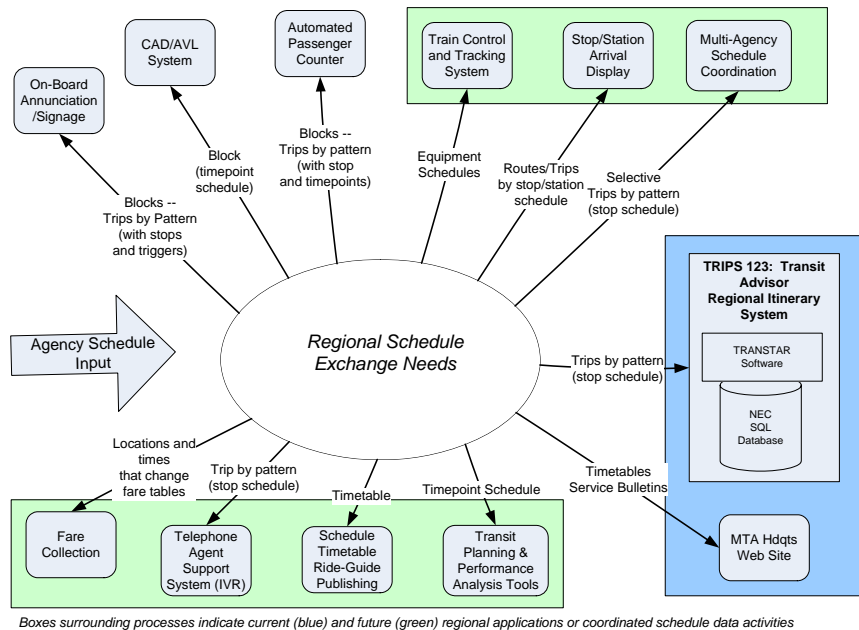 Automated
Passenger
Counter
CAD/AVL
System
Train Control
and Tracking
System
Stop/Station
Arrival
Display
Multi-Agency
Schedule
Coordination
On-Board
Annunciation
/Signage
Blocks --
Trips by pattern
(with stop
and timepoints)
Block
(timepoint
schedule)
Equipment
Schedules
Routes/Trips
by stop/station
schedule
Selective
Trips by pattern
(stop schedule)
Blocks --
Trips by Pattern
(with stops
and triggers)
TRIPS 123: Transit
Advisor
Regional Itinerary
System
Agency Schedule
Input
Regional Schedule
Exchange Needs
TRANSTAR
Software
Trips by pattern
(stop schedule)
NEC
SQL
Database
Locations and
times
that change
fare tables
Trip by pattern
(stop schedule)
Timetable
Timepoint Schedule
Timetables
Service Bulletins
Fare
Collection
Telephone
Agent
Support
System (IVR)
Schedule
Timetable
Ride-Guide
Publishing
Transit
Planning &
Performance
Analysis Tools
MTA Hdqts
Web Site
Boxes surrounding processes indicate current (blue) and future (green) regional applications or coordinated schedule data activities